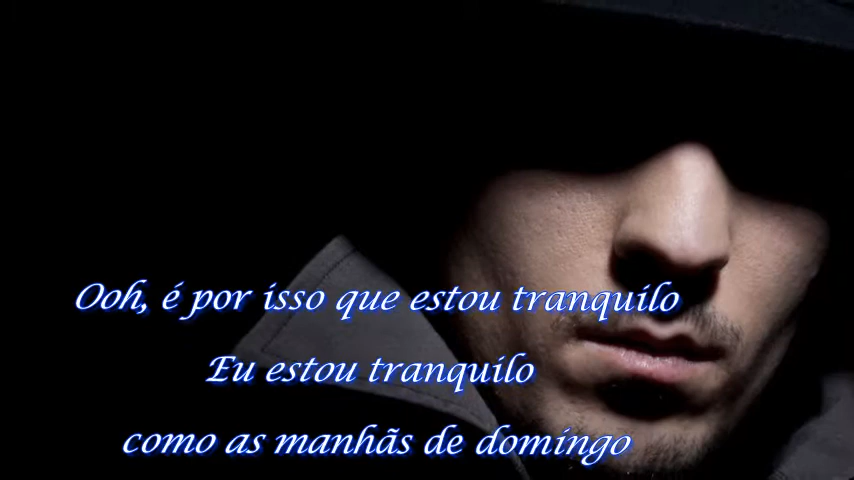 Ooh, é por isso que estou tranquilo
Eu estou tranquilo
como as manhãs de domingo